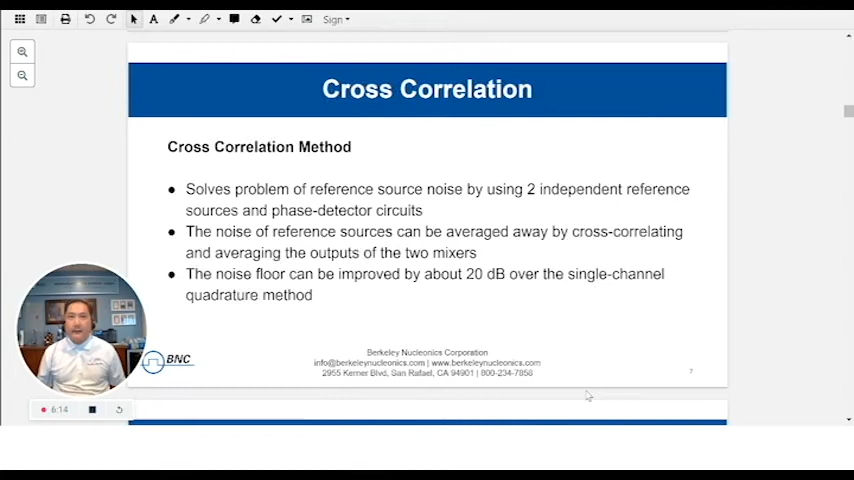 Sign
Cross Correlation
Cross Correlation Method
● Solves problem of reference source noise by using 2 independent reference
sources and phase-detector circuits
● The noise of reference sources can be averaged away by cross-correlating
and averaging the outputs of the two mixers
● The noise floor can be improved by about 20 dB over the single-channel
quadrature method
BNC
Berkeley Nucleonics Corporation
info@berkeleynucleonics.com | www.berkeleynucleonics.com
2955 Kerner Blvd, San Rafael, CA 94901 | 800-234-7858
7
6:14